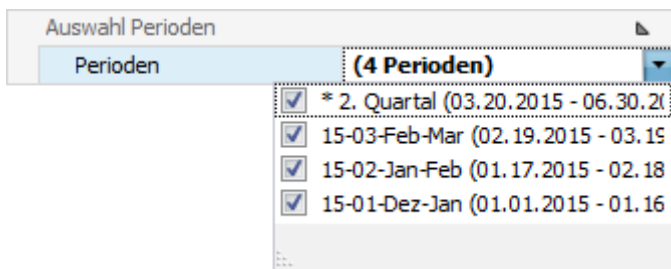 Auswahl Perioden
Perioden (4 Perioden)
* 2. Quartal (03.20.2015 - 06.30.20
15-03-Feb-Mar (02.19.2015 - 03.19
15-02-Jan-Feb (01.17.2015 - 02.18
15-01-Dez-Jan (01.01.2015 - 01.16